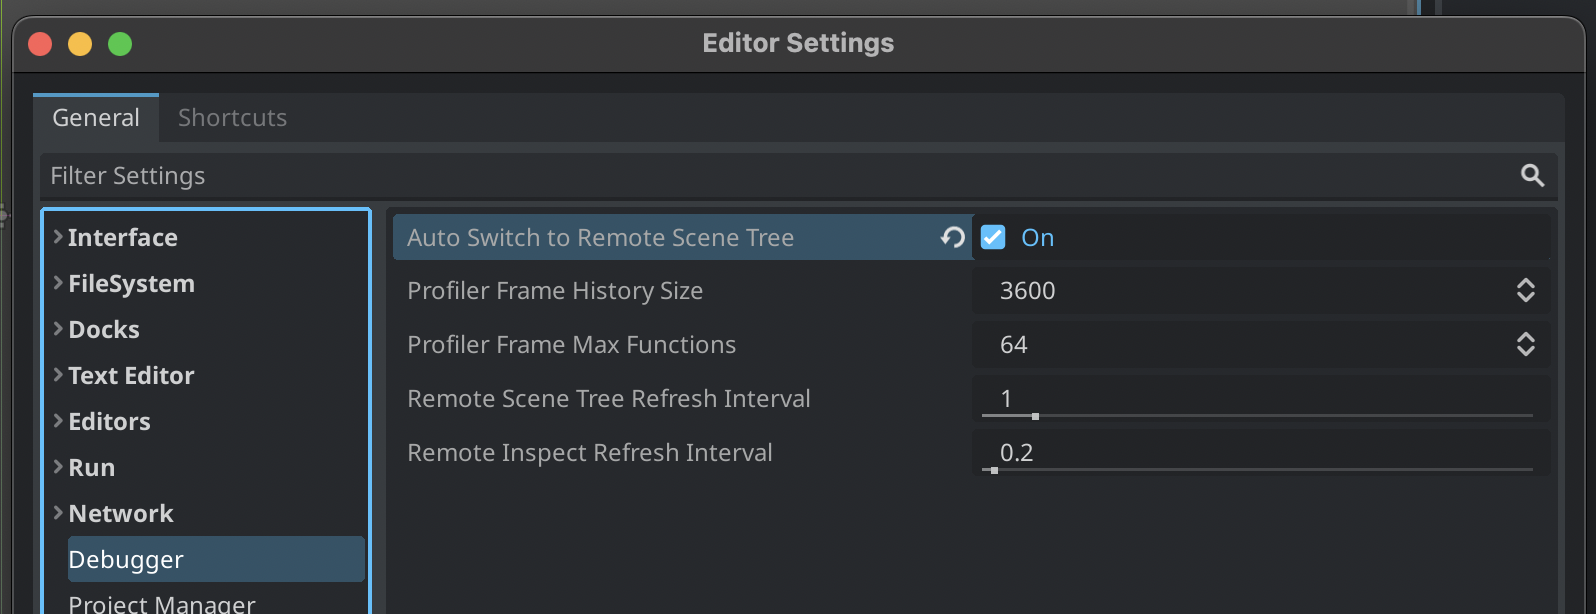 Editor Settings
General Shortcuts
Filter Settings
Interface
FileSystem
Docks
Text Editor
Editors
Run
Network
Debugger
Project Manager
Auto Switch to Remote Scene Tree On
Profiler Frame History Size 3600
Profiler Frame Max Functions 64
Remote Scene Tree Refresh Interval 1
Remote Inspect Refresh Interval 0.2